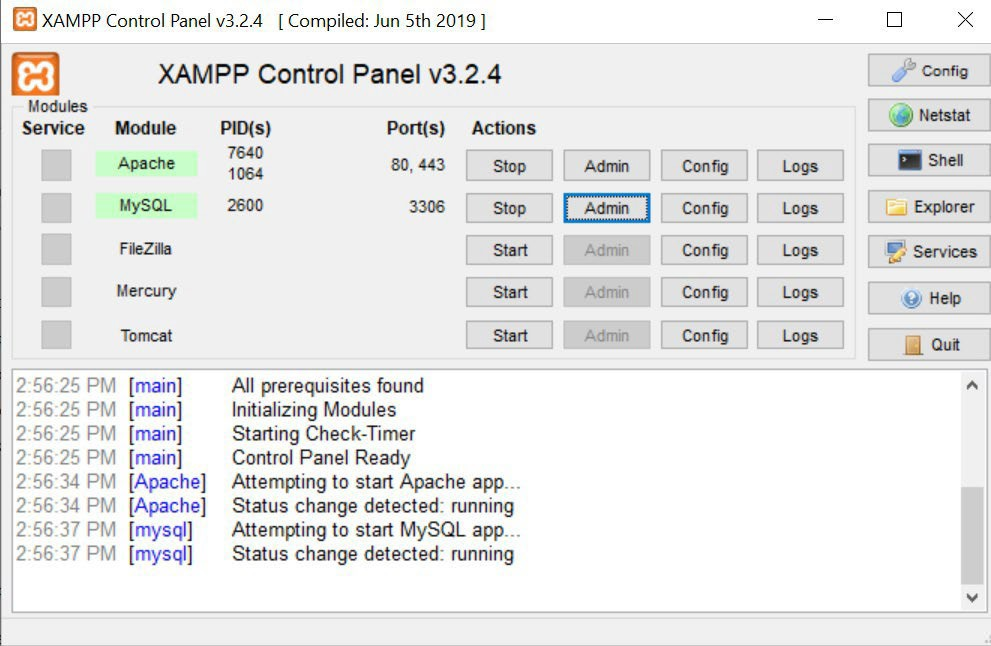 XAMPP Control Panel v3.2.4 [ Compiled: Jun 5th 2019 ]
XAMPP Control Panel v3.2.4
Config
Modules
Service Module PID(s) Port(s) Actions
Netstat
Apache 7640 1064 80, 443 Stop Admin Config Logs
Shell
MySQL 2600 3306 Stop Admin Config Logs
Explorer
FileZilla Start Admin Config Logs
Services
Mercury Start Admin Config Logs
Help
Tomcat Start Admin Config Logs
Quit
2:56:25 PM [main] All prerequisites found
2:56:25 PM [main] Initializing Modules
2:56:25 PM [main] Starting Check-Timer
2:56:25 PM [main] Control Panel Ready
2:56:34 PM [Apache] Attempting to start Apache app...
2:56:34 PM [Apache] Status change detected: running
2:56:37 PM [mysql] Attempting to start MySQL app...
2:56:37 PM [mysql] Status change detected: running